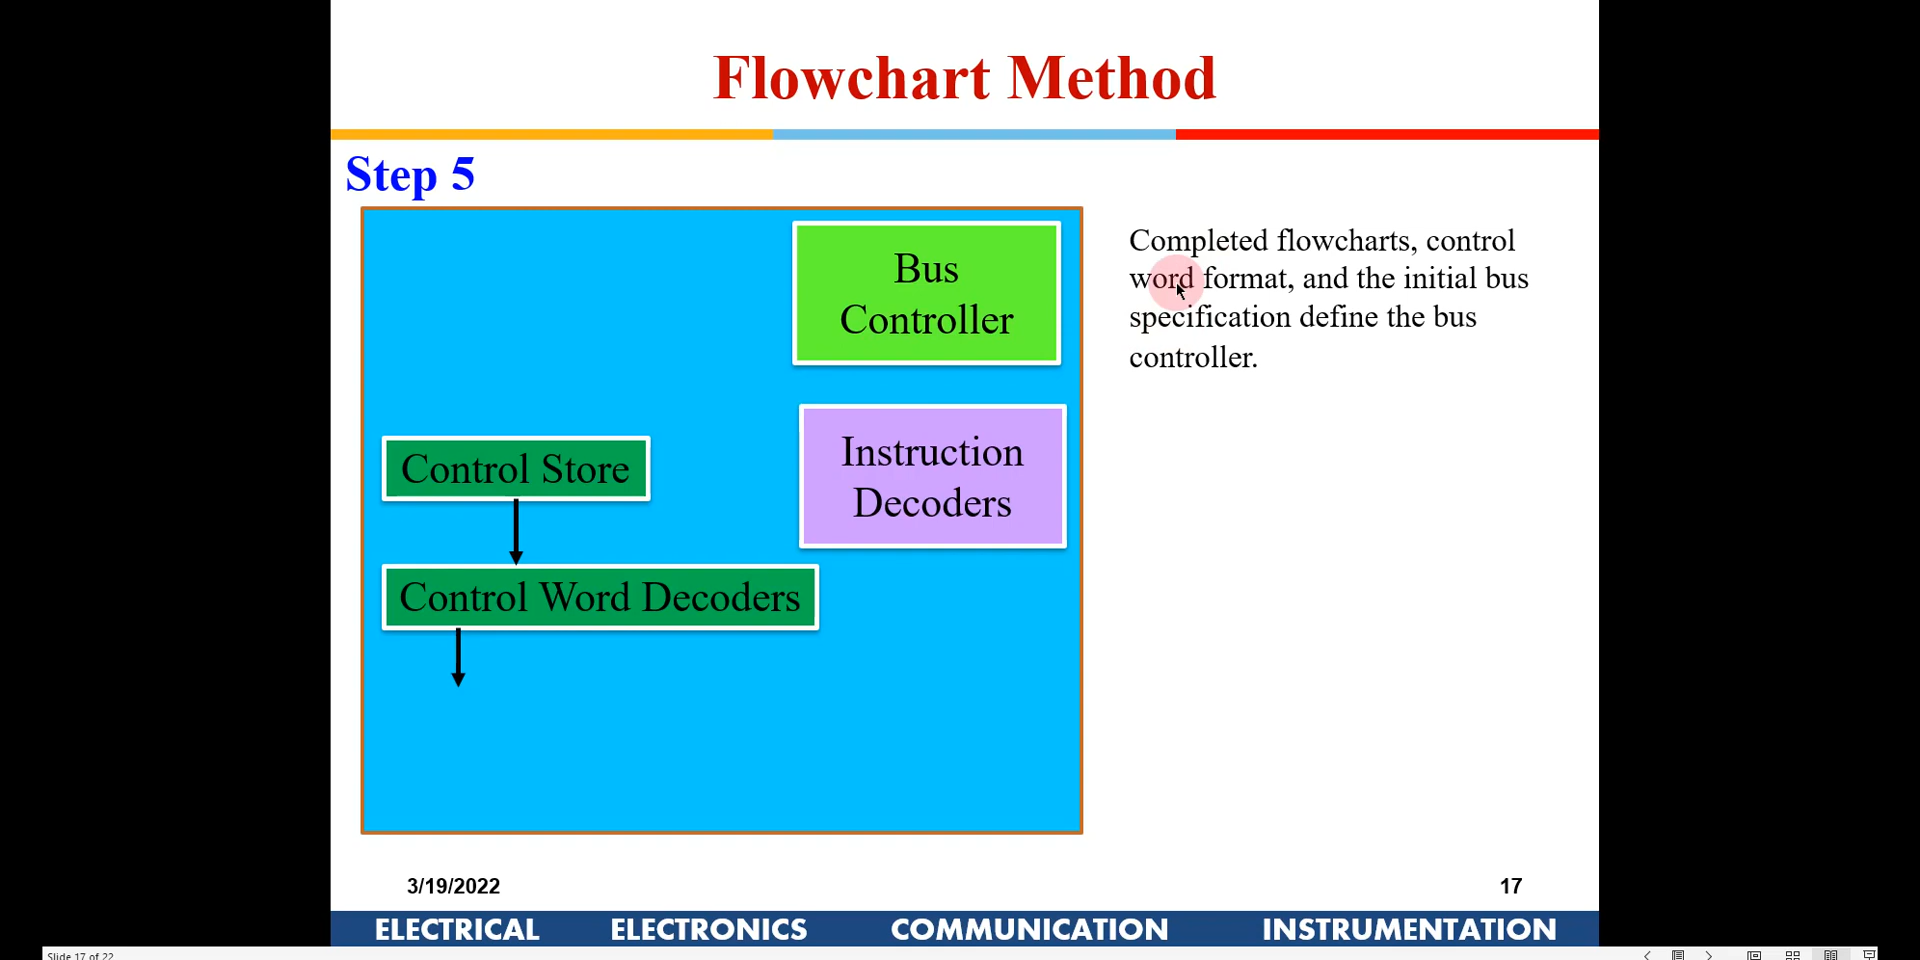 Flowchart Method
Step 5
Bus
Controller
Completed flowcharts, control
word format, and the initial bus
specification define the bus
controller.
Instruction
Decoders
Control Store
Control Word Decoders
3/19/2022
17
ELECTRICAL ELECTRONICS COMMUNICATION INSTRUMENTATION
Slide 17 of 22